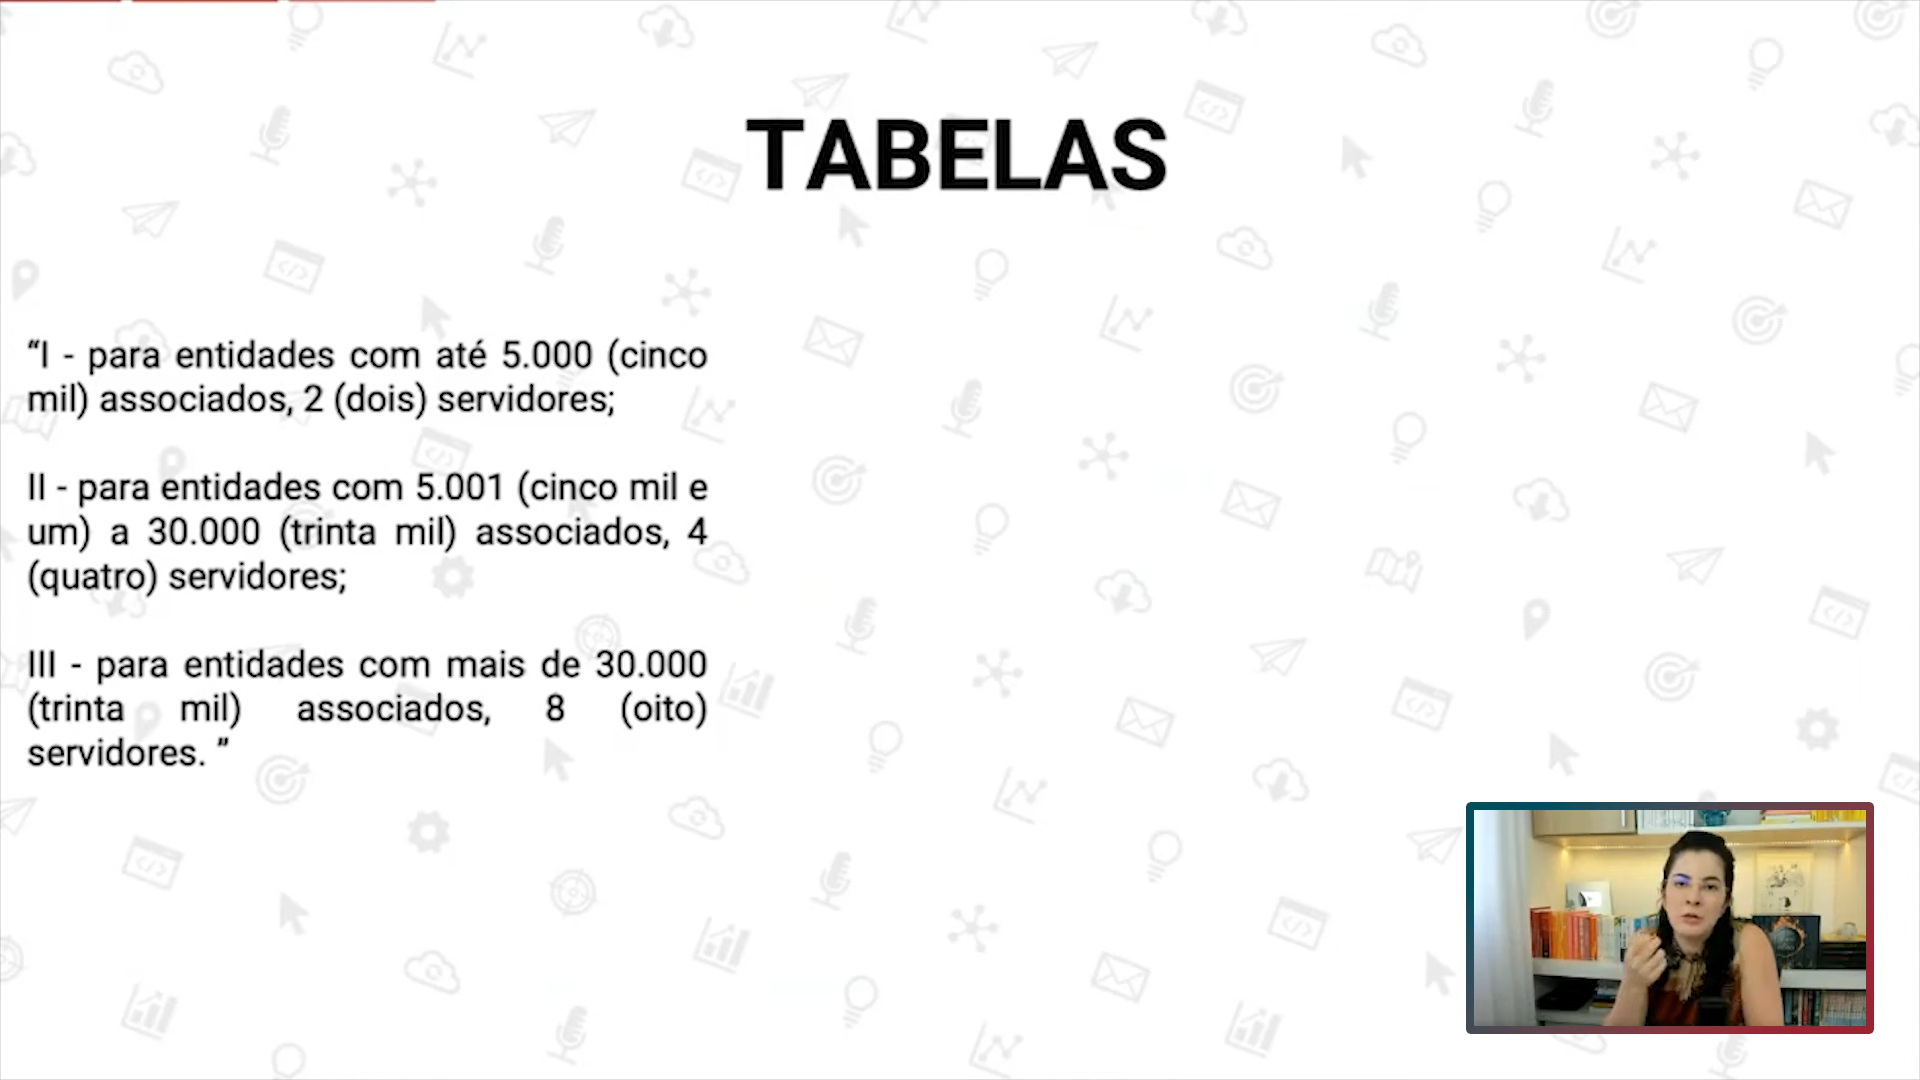 TABELAS
“I - para entidades com até 5.000 (cinco
mil) associados, 2 (dois) servidores;
II - para entidades com 5.001 (cinco mil e
um) a 30.000 (trinta mil) associados, 4
(quatro) servidores;
III - para entidades com mais de 30.000
(trinta mil) associados, 8 (oito)
servidores. ”